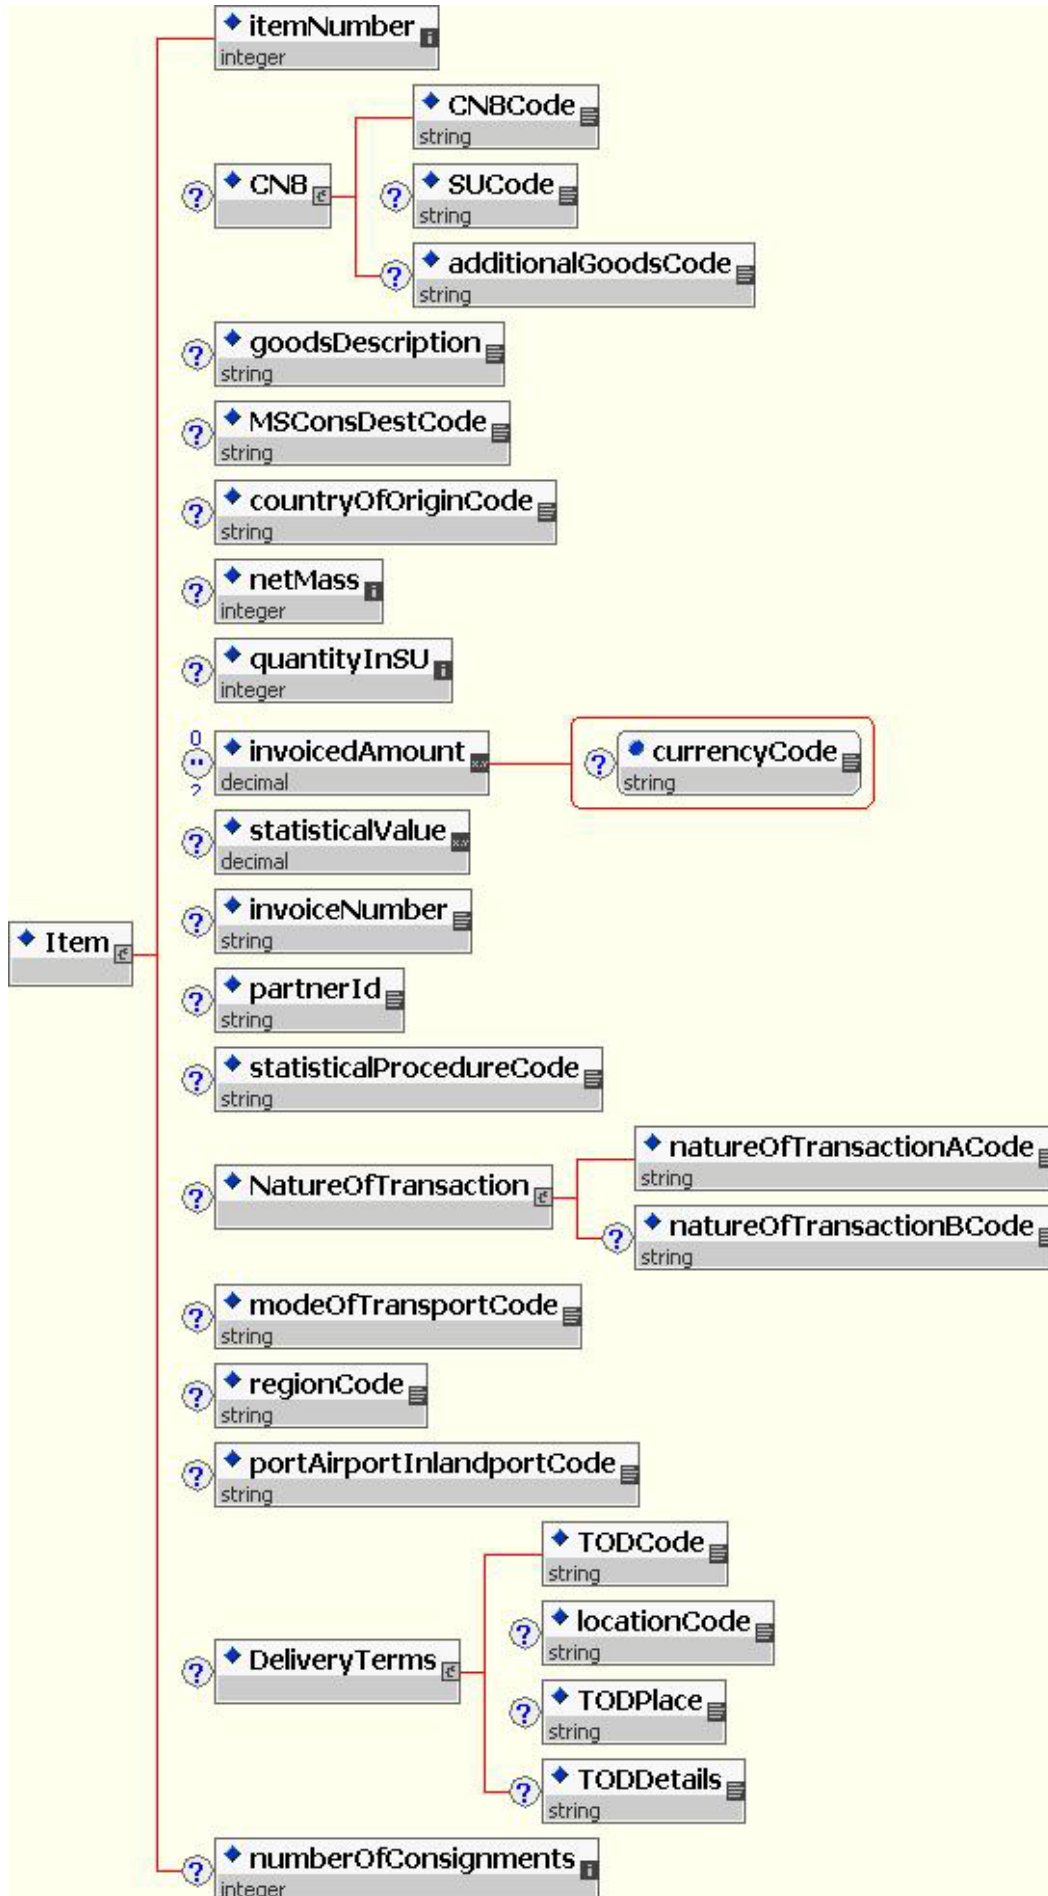 itemNumber
integer
CN8Code
string
? CN8
? SUCode
string
? additionalGoodsCode
string
? goodsDescription
string
? MSConsDestCode
string
? countryOfOriginCode
string
? netMass
integer
? quantityInSU
integer
0
" invoicedAmount
decimal
?
? currencyCode
string
? statisticalValue
decimal
? invoiceNumber
string
Item
? partnerId
string
? statisticalProcedureCode
string
natureOfTransactionACode
string
? NatureOfTransaction
? natureOfTransactionBCode
string
? modeOfTransportCode
string
? regionCode
string
? portAirportInlandportCode
string
TODCode
string
? locationCode
string
? DeliveryTerms
? TODPlace
string
? TODDetails
string
? numberOfConsignments
integer